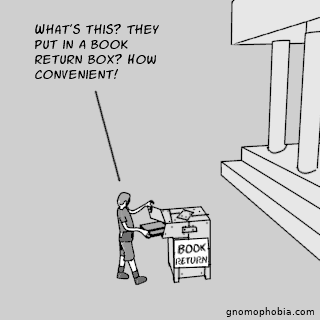 WHAT'S THIS? THEY
PUT IN A BOOK
RETURN BOX? HOW
CONVENIENT!
BOOK
RETURN
gnomophobia.com